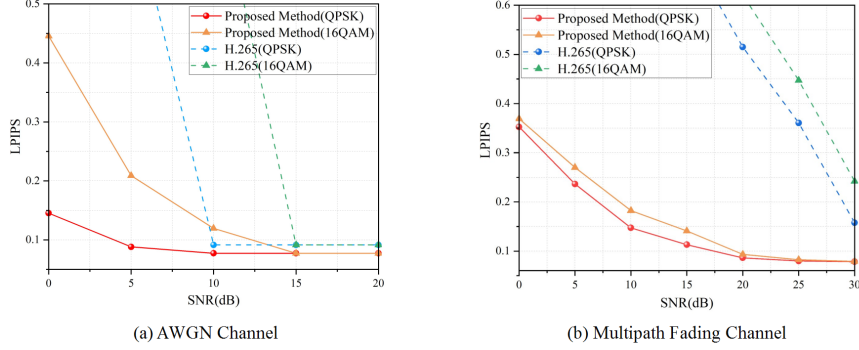 0.5
0.4
0.3
0.2
0.1
LPIPS
Proposed Method(QPSK)
Proposed Method(16QAM)
H.265(QPSK)
H.265(16QAM)
0 5 10 15 20
SNR(dB)
(a) AWGN Channel
0.6
0.5
0.4
0.3
0.2
0.1
LPIPS
Proposed Method(QPSK)
Proposed Method(16QAM)
H.265(QPSK)
H.265(16QAM)
0 5 10 15 20 25 30
SNR(dB)
(b) Multipath Fading Channel